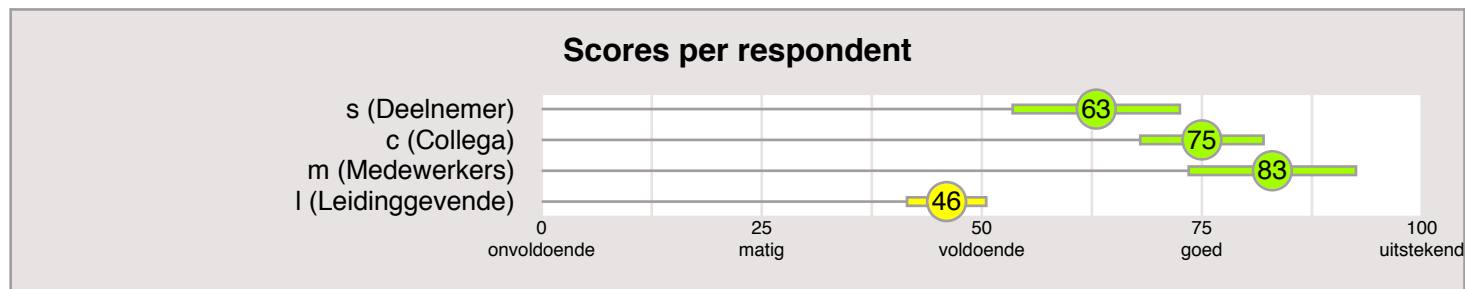 Scores per respondent
s (Deelnemer) 63
c (Collega) 75
m (Medewerkers) 83
l (Leidinggevende) 46
0 25 50 75 100
onvoldoende matig voldoende goed uitstekend